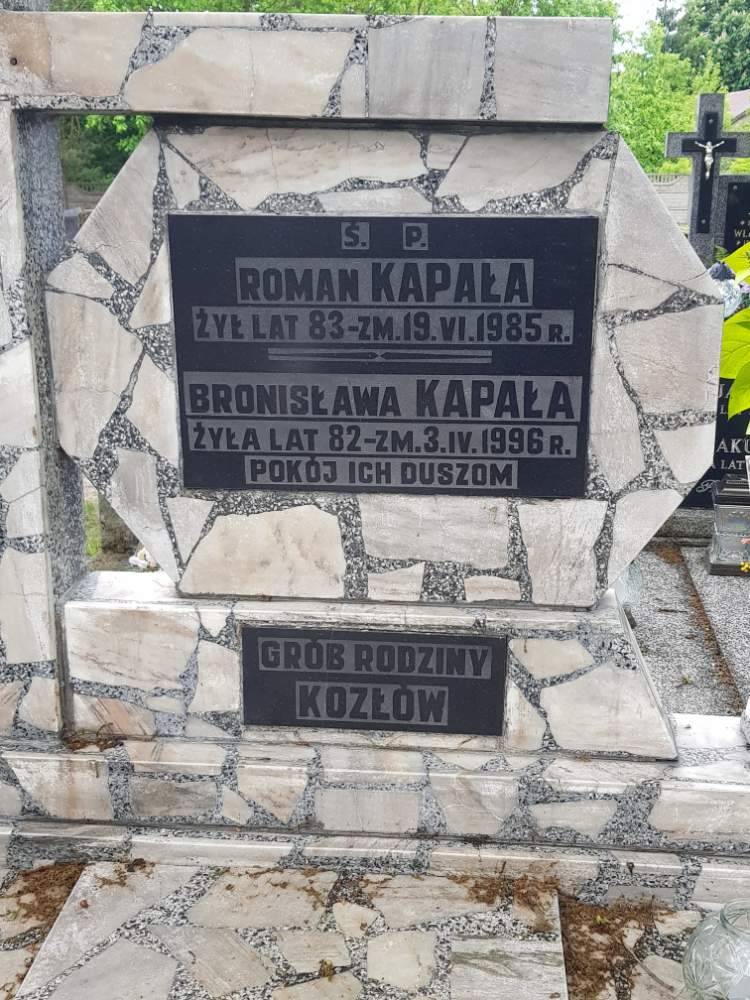 Ś. P.
ROMAN KAPAŁA
ŻYŁ LAT 83-ZM.19.VI.1985 R.
BRONISŁAWA KAPAŁA
ŻYŁA LAT 82-ZM.3.IV.1996 R.
POKÓJ ICH DUSZOM
GRÓB RODZINY
KOZŁÓW